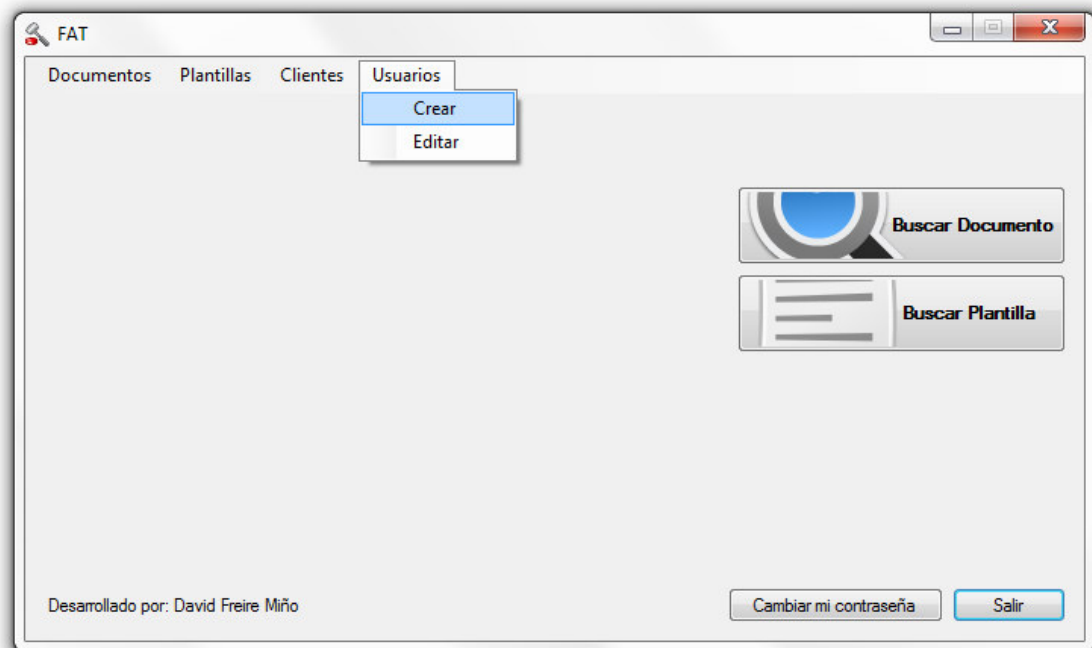 FAT
Documentos Plantillas Clientes Usuarios
Crear
Editar
Buscar Documento
Buscar Plantilla
Desarrollado por: David Freire Miño
Cambiar mi contraseña Salir